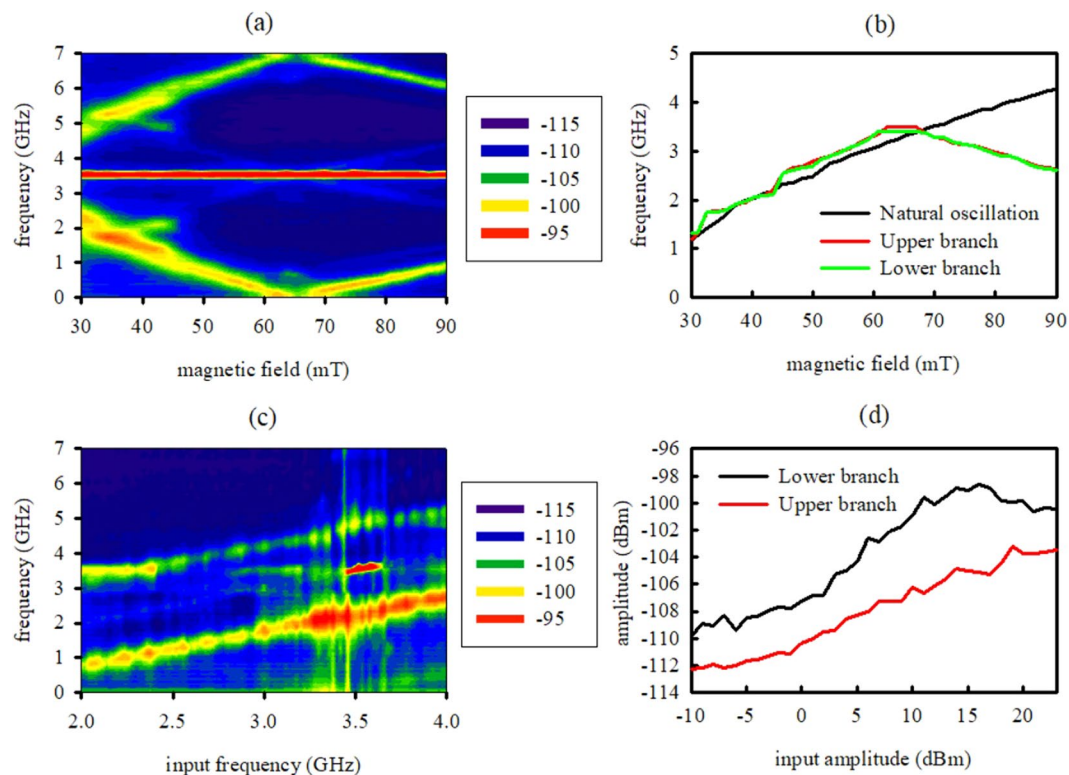 (a)
7
6
5
4
3
2
1
0
frequency (GHz)
30 40 50 60 70 80 90
magnetic field (mT)
-115
-110
-105
-100
-95
(b)
5
4
3
2
1
0
frequency (GHz)
Natural oscillation
Upper branch
Lower branch
30 40 50 60 70 80 90
magnetic field (mT)
(c)
7
6
5
4
3
2
1
0
frequency (GHz)
2.0 2.5 3.0 3.5 4.0
input frequency (GHz)
-115
-110
-105
-100
-95
(d)
-96
-98
-100
-102
-104
-106
-108
-110
-112
-114
amplitude (dBm)
Lower branch
Upper branch
-10 -5 0 5 10 15 20
input amplitude (dBm)